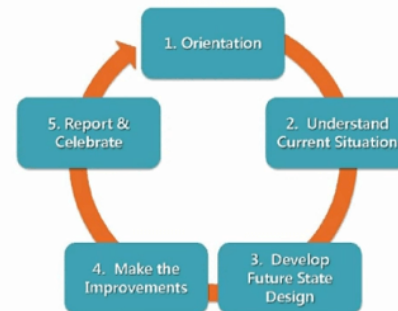 1. Orientation
2. Understand
Current Situation
3. Develop
Future State
Design
4. Make the
Improvements
5. Report &
Celebrate